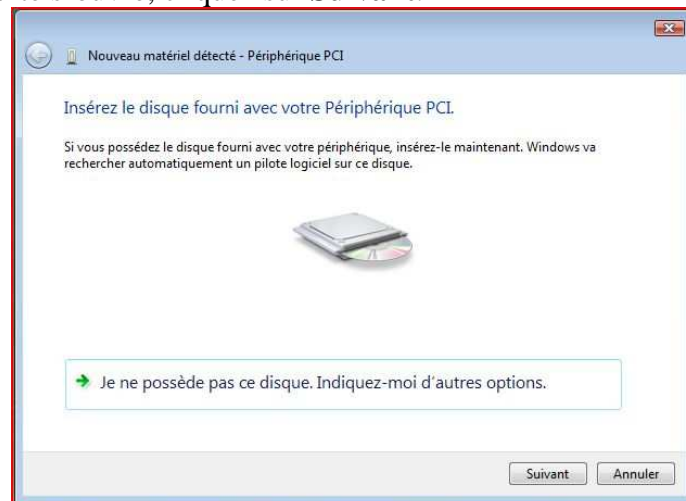 Nouveau matériel détecté - Périphérique PCI
Insérez le disque fourni avec votre Périphérique PCI.
Si vous possédez le disque fourni avec votre périphérique, insérez-le maintenant. Windows va
rechercher automatiquement un pilote logiciel sur ce disque.
Je ne possède pas ce disque. Indiquez-moi d'autres options.
Suivant Annuler